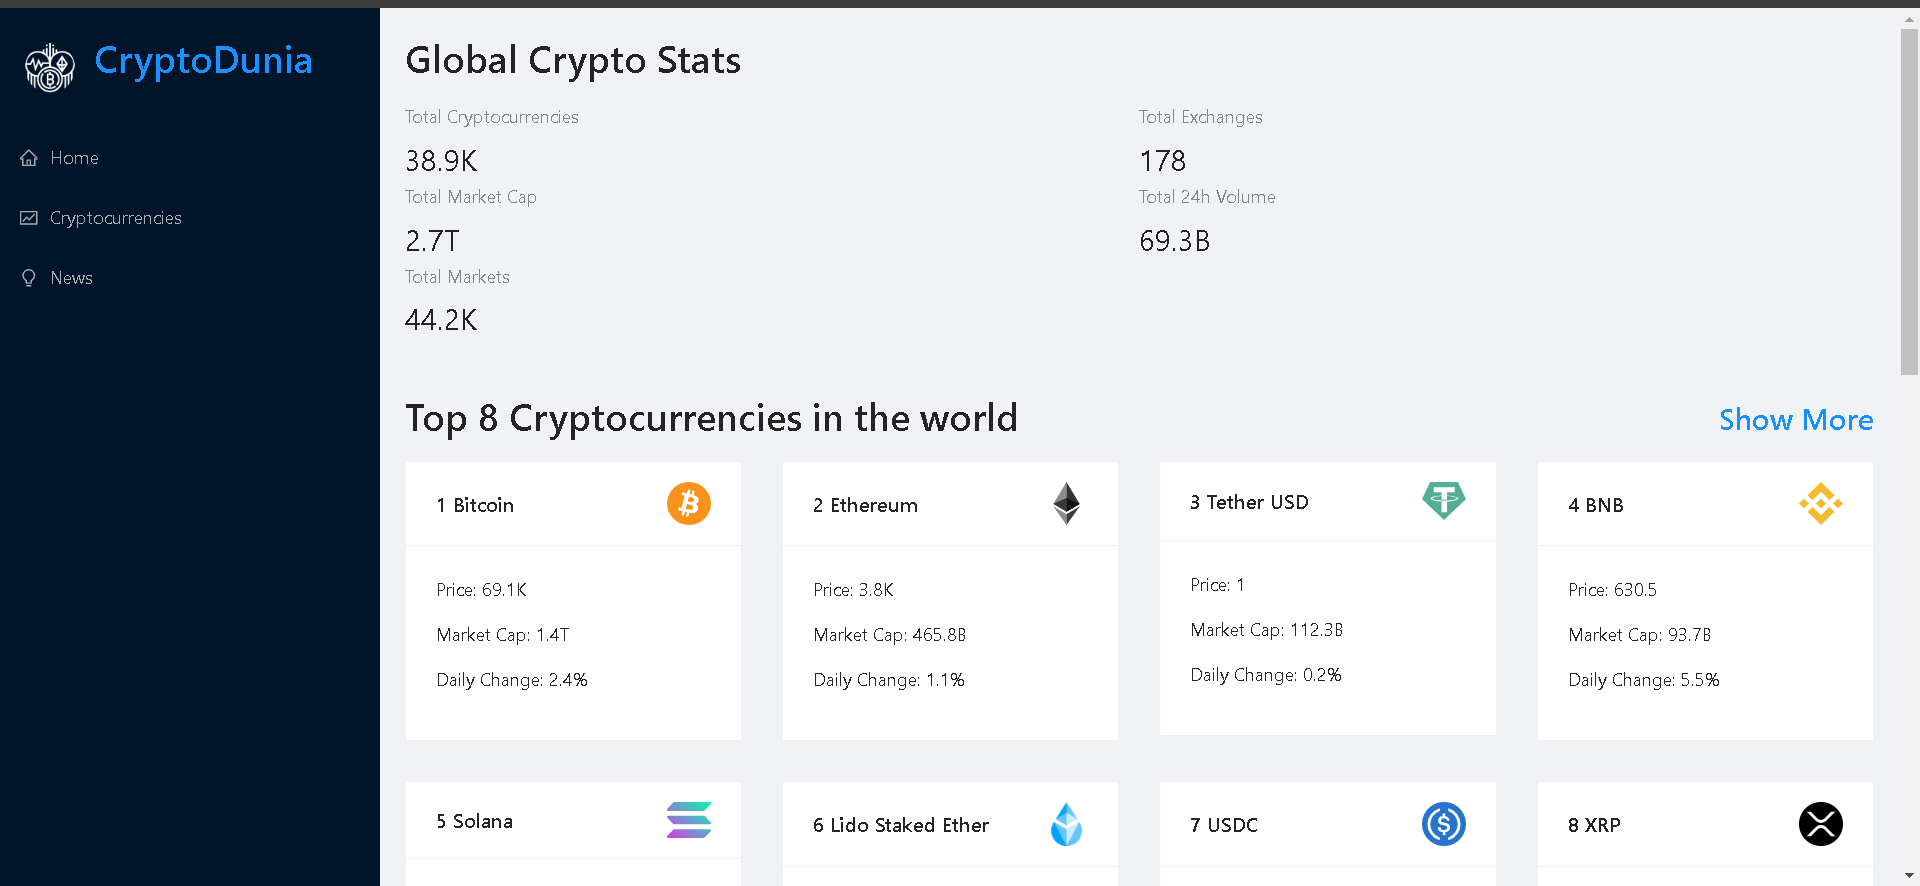 CryptoDunia
Home
Cryptocurrencies
News
Global Crypto Stats
Total Cryptocurrencies
38.9K
Total Exchanges
178
Total Market Cap
2.7T
Total 24h Volume
69.3B
Total Markets
44.2K
Top 8 Cryptocurrencies in the world
Show More
1 Bitcoin
Price: 69.1K
Market Cap: 1.4T
Daily Change: 2.4%
2 Ethereum
Price: 3.8K
Market Cap: 465.8B
Daily Change: 1.1%
3 Tether USD
Price: 1
Market Cap: 112.3B
Daily Change: 0.2%
4 BNB
Price: 630.5
Market Cap: 93.7B
Daily Change: 5.5%
5 Solana
6 Lido Staked Ether
7 USDC
8 XRP